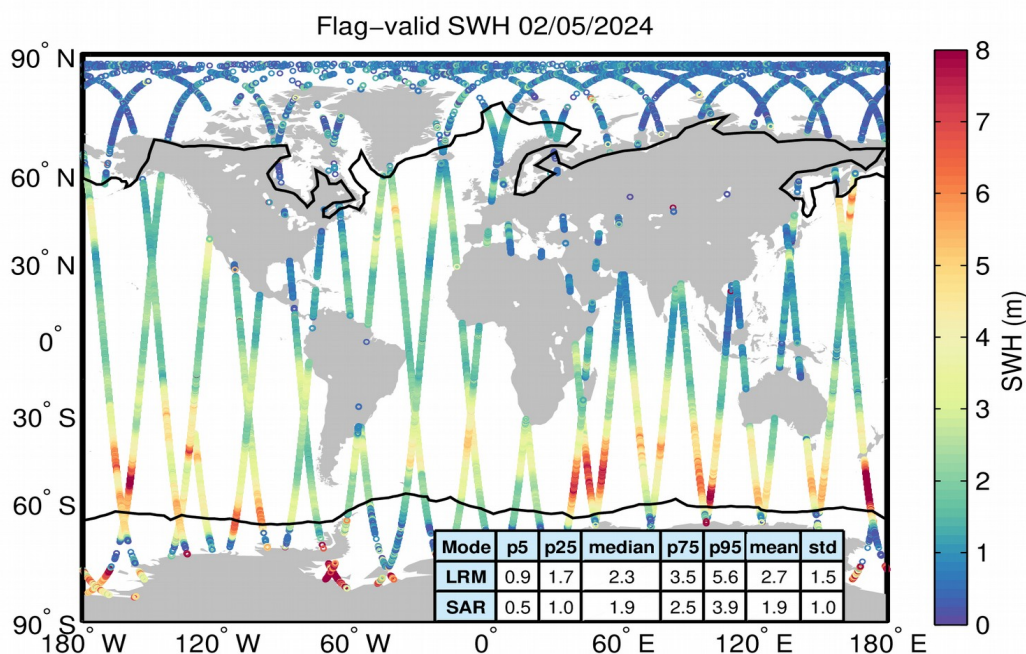 Flag−valid SWH 02/05/2024
90° N
60° N
30° N
0°
30° S
60° S
90° S
180° W
120° W
60° W
0°
60° E
120° E
180° E
8
7
6
5
4
3
2
1
0
SWH (m)
Mode p5 p25 median p75 p95 mean std
LRM 0.9 1.7 2.3 3.5 5.6 2.7 1.5
SAR 0.5 1.0 1.9 2.5 3.9 1.9 1.0